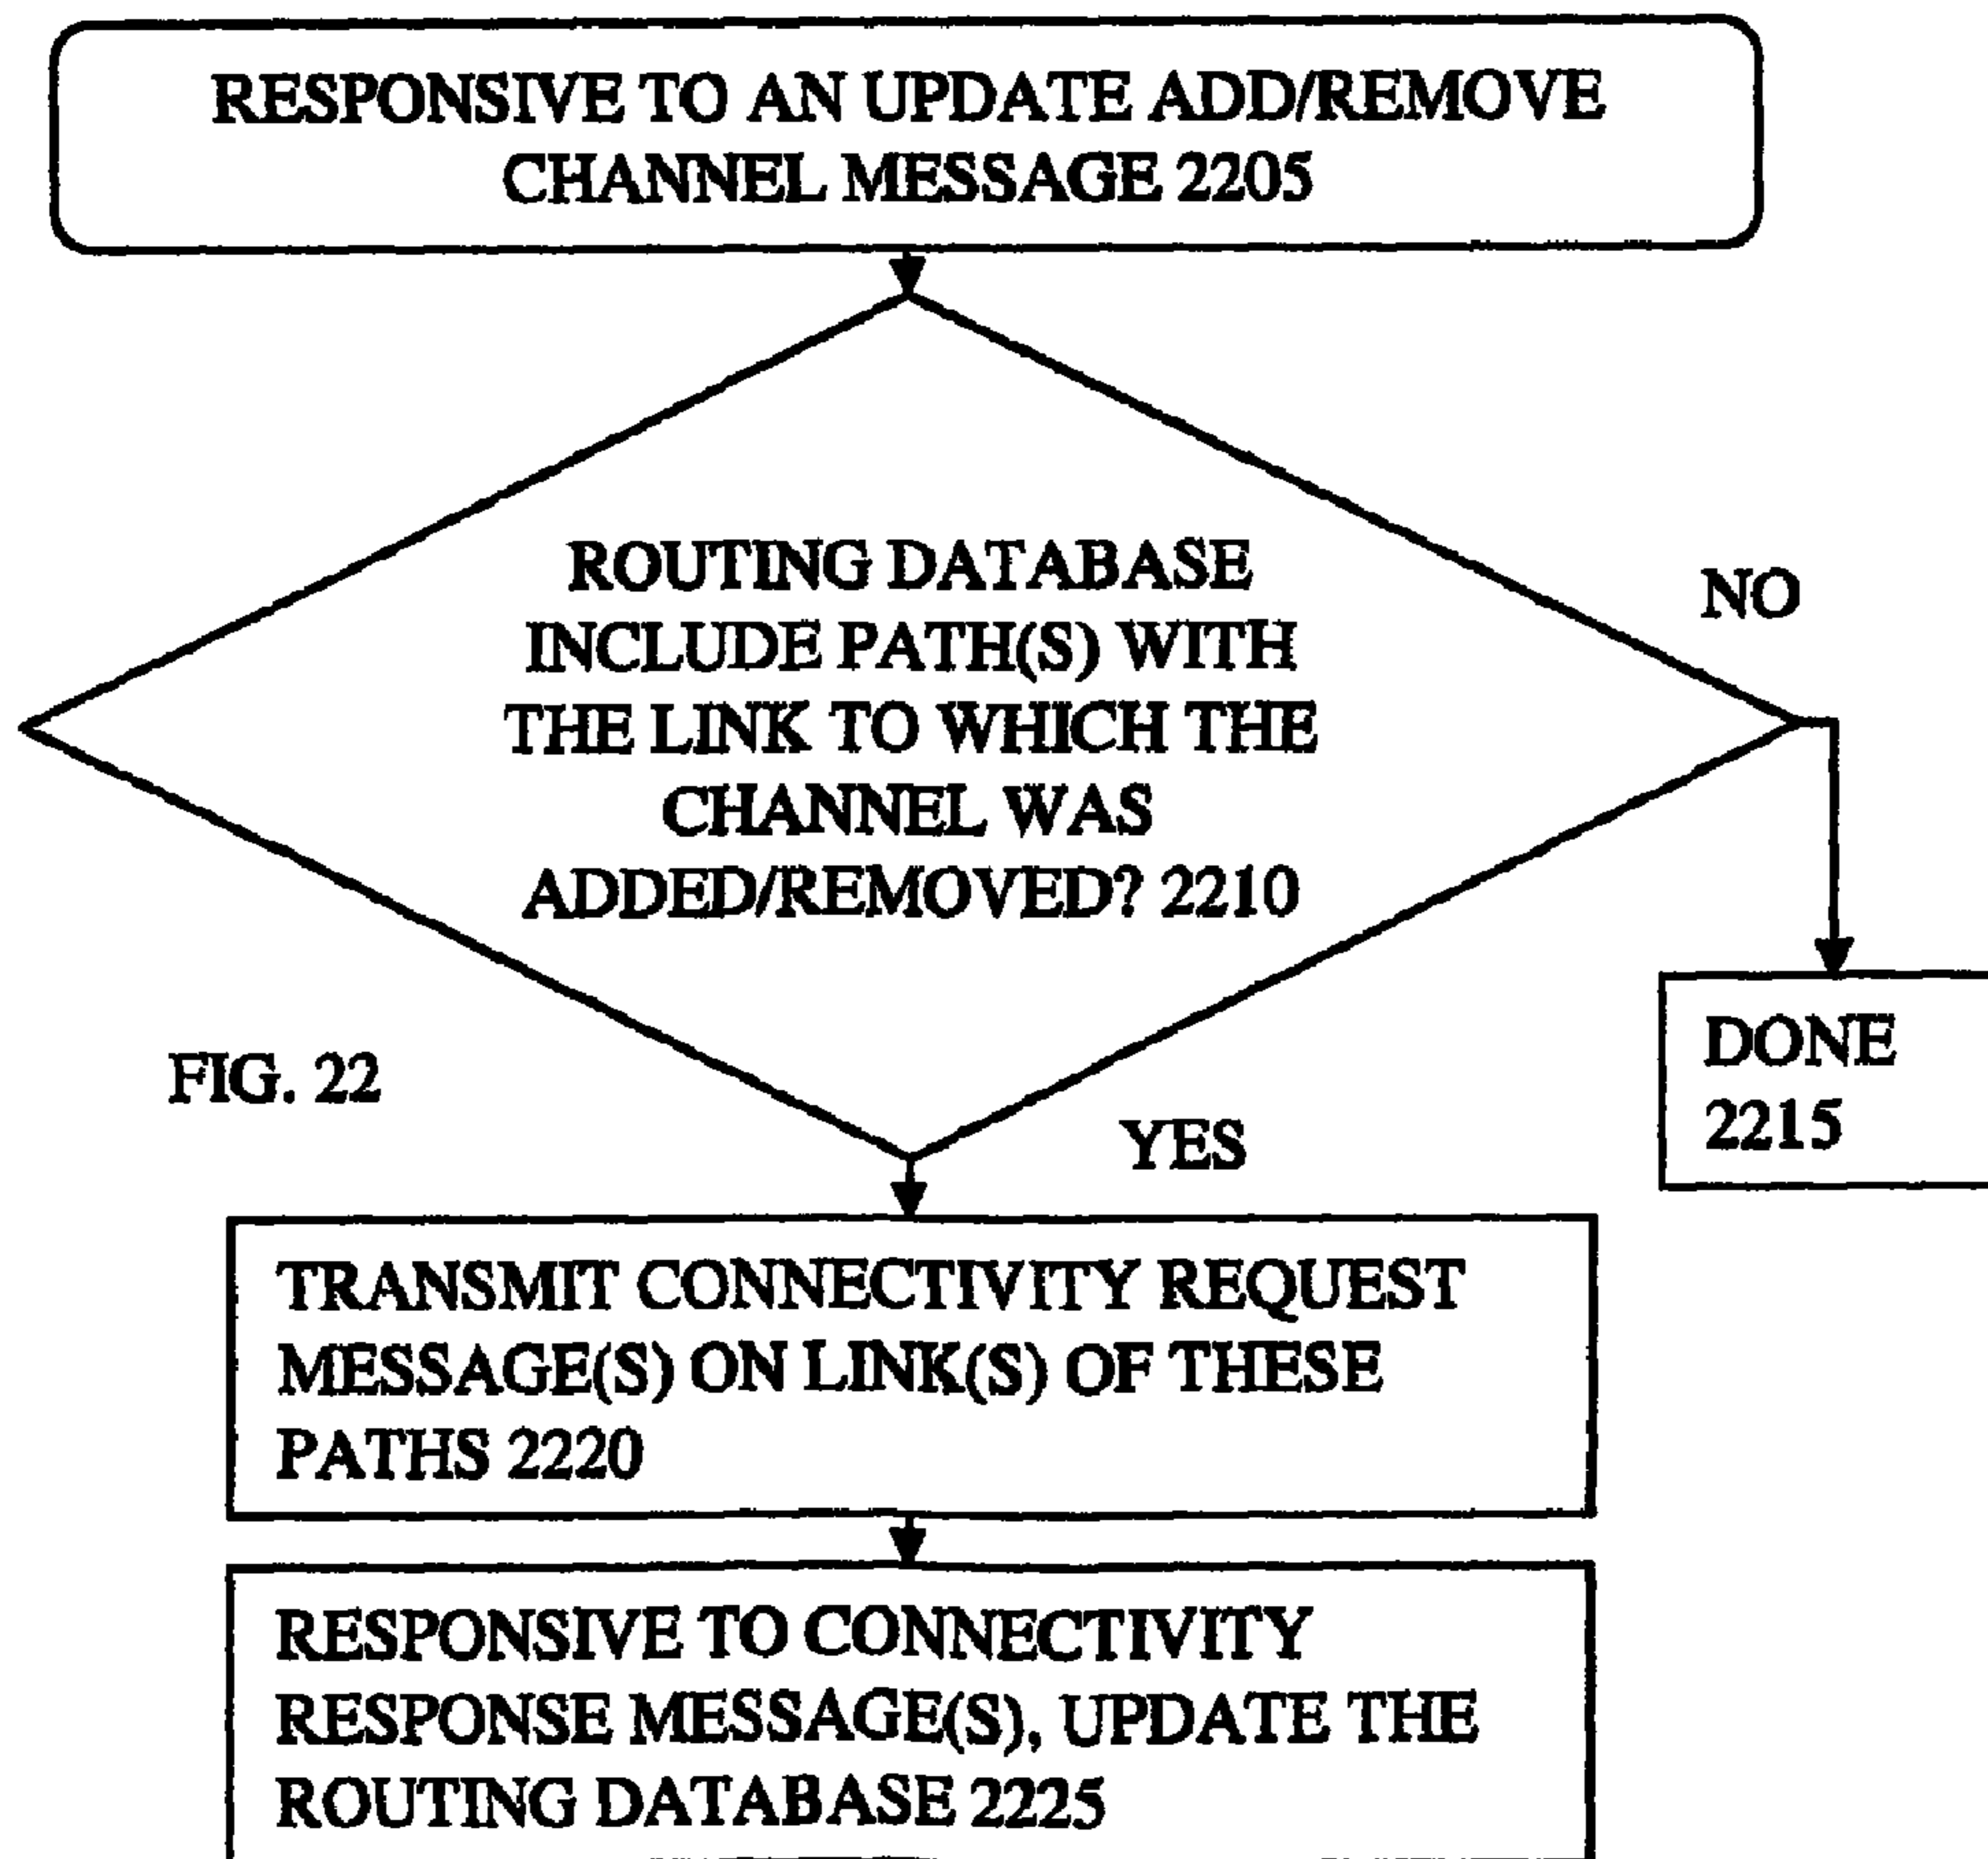 RESPONSIVE TO AN UPDATE ADD/REMOVE
CHANNEL MESSAGE 2205
ROUTING DATABASE
INCLUDE PATH(S) WITH
THE LINK TO WHICH THE
CHANNEL WAS
ADDED/REMOVED? 2210
NO
DONE
2215
FIG. 22
YES
TRANSMIT CONNECTIVITY REQUEST
MESSAGE(S) ON LINK(S) OF THESE
PATHS 2220
RESPONSIVE TO CONNECTIVITY
RESPONSE MESSAGE(S), UPDATE THE
ROUTING DATABASE 2225